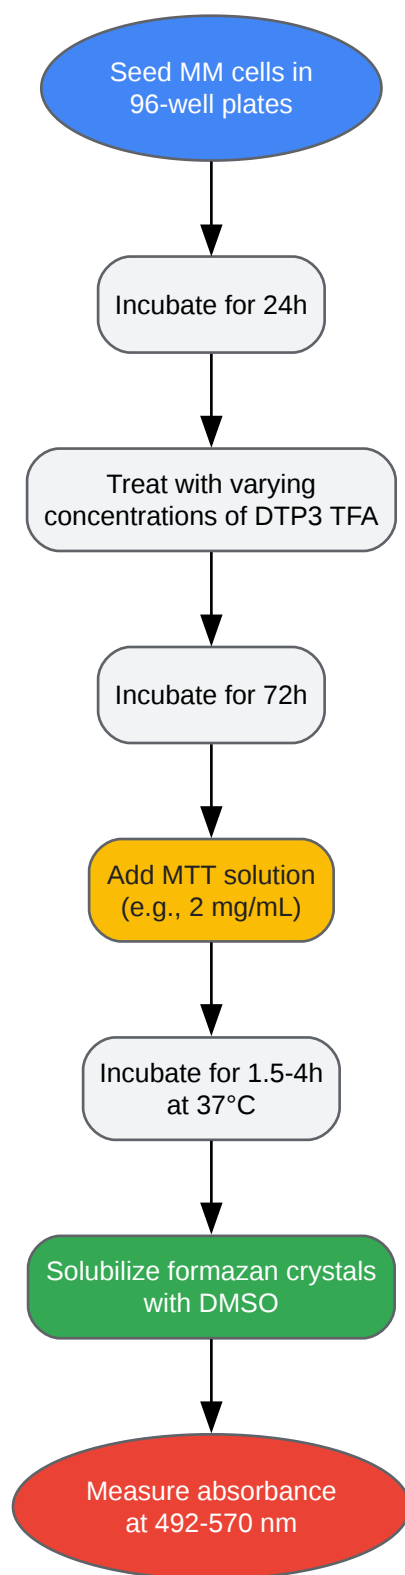 Seed MM cells in
96-well plates
Incubate for 24h
Treat with varying
concentrations of DTP3 TFA
Incubate for 72h
Add MTT solution
(e.g., 2 mg/mL)
Incubate for 1.5-4h
at 37°C
Solubilize formazan crystals
with DMSO
Measure absorbance
at 492-570 nm